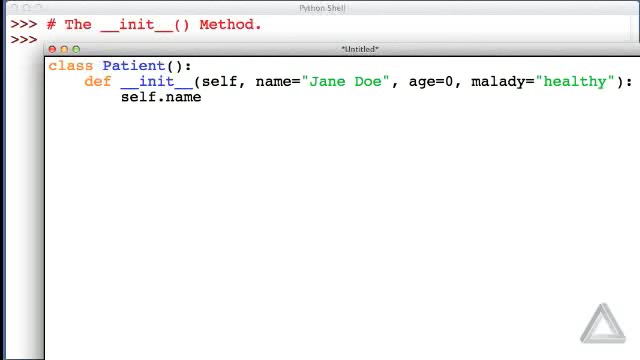 Python Shell
>>> # The __init__() Method.
>>>
*Untitled*
class Patient():
    def __init__(self, name="Jane Doe", age=0, malady="healthy"):
        self.name